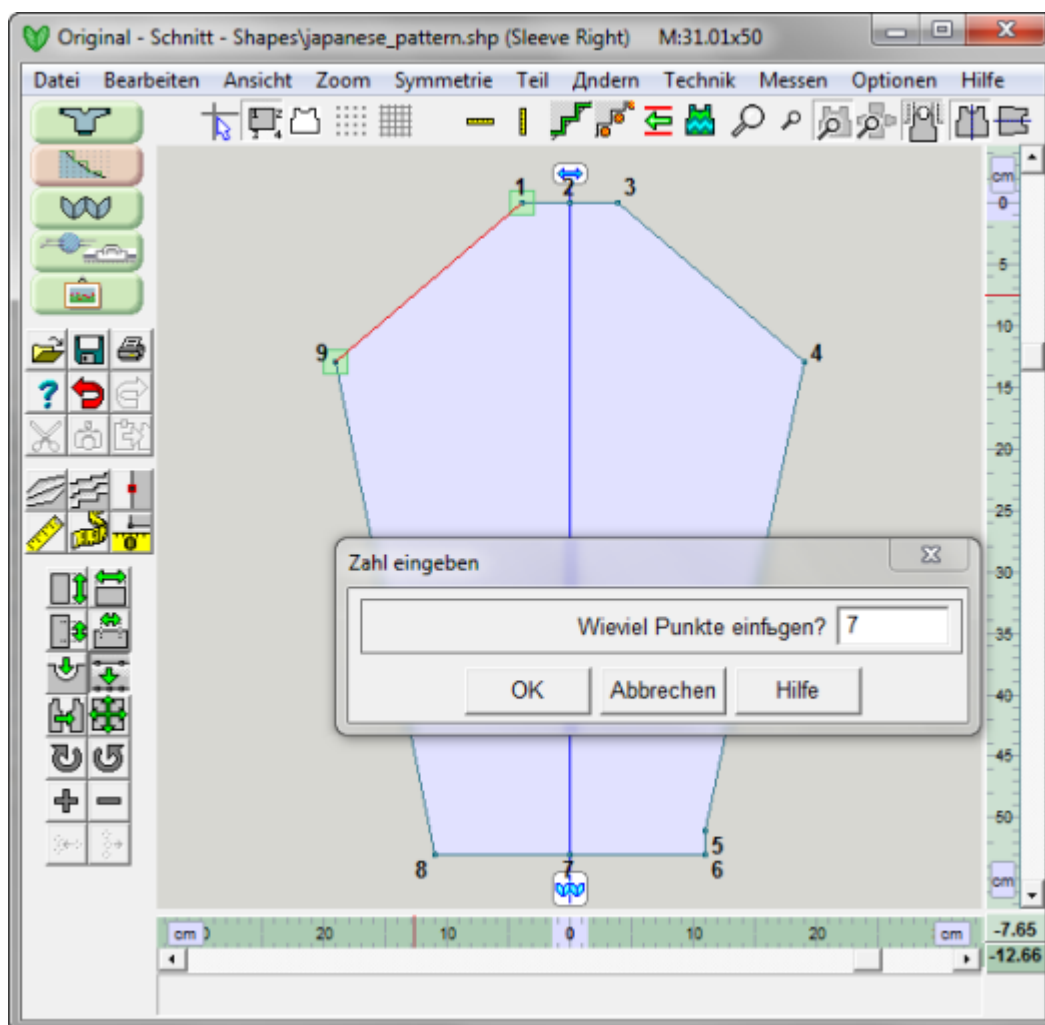 Original - Schnitt - Shapes\japanese_pattern.shp (Sleeve Right) M:31.01x50
Datei Bearbeiten Ansicht Zoom Symmetrie Teil Дndern Technik Messen Optionen Hilfe
cm
0
5
10
15
20
25
30
35
40
45
50
cm
1 2 3
9 4
Zahl eingeben
Wieviel Punkte einfьgen? 7
OK Abbrechen Hilfe
5
8 7 6
cm 20 10 0 10 20 cm
-7.65
-12.66